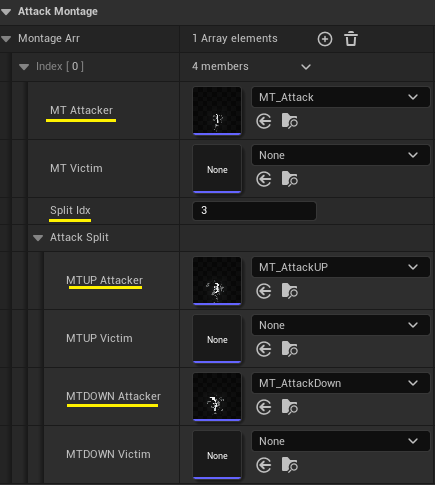 Attack Montage
Montage Arr 1 Array elements
Index [ 0 ] 4 members
MT Attacker MT_Attack
MT Victim None None
Split Idx 3
Attack Split
MTUP Attacker MT_AttackUP
MTUP Victim None None
MTDOWN Attacker MT_AttackDown
MTDOWN Victim None None